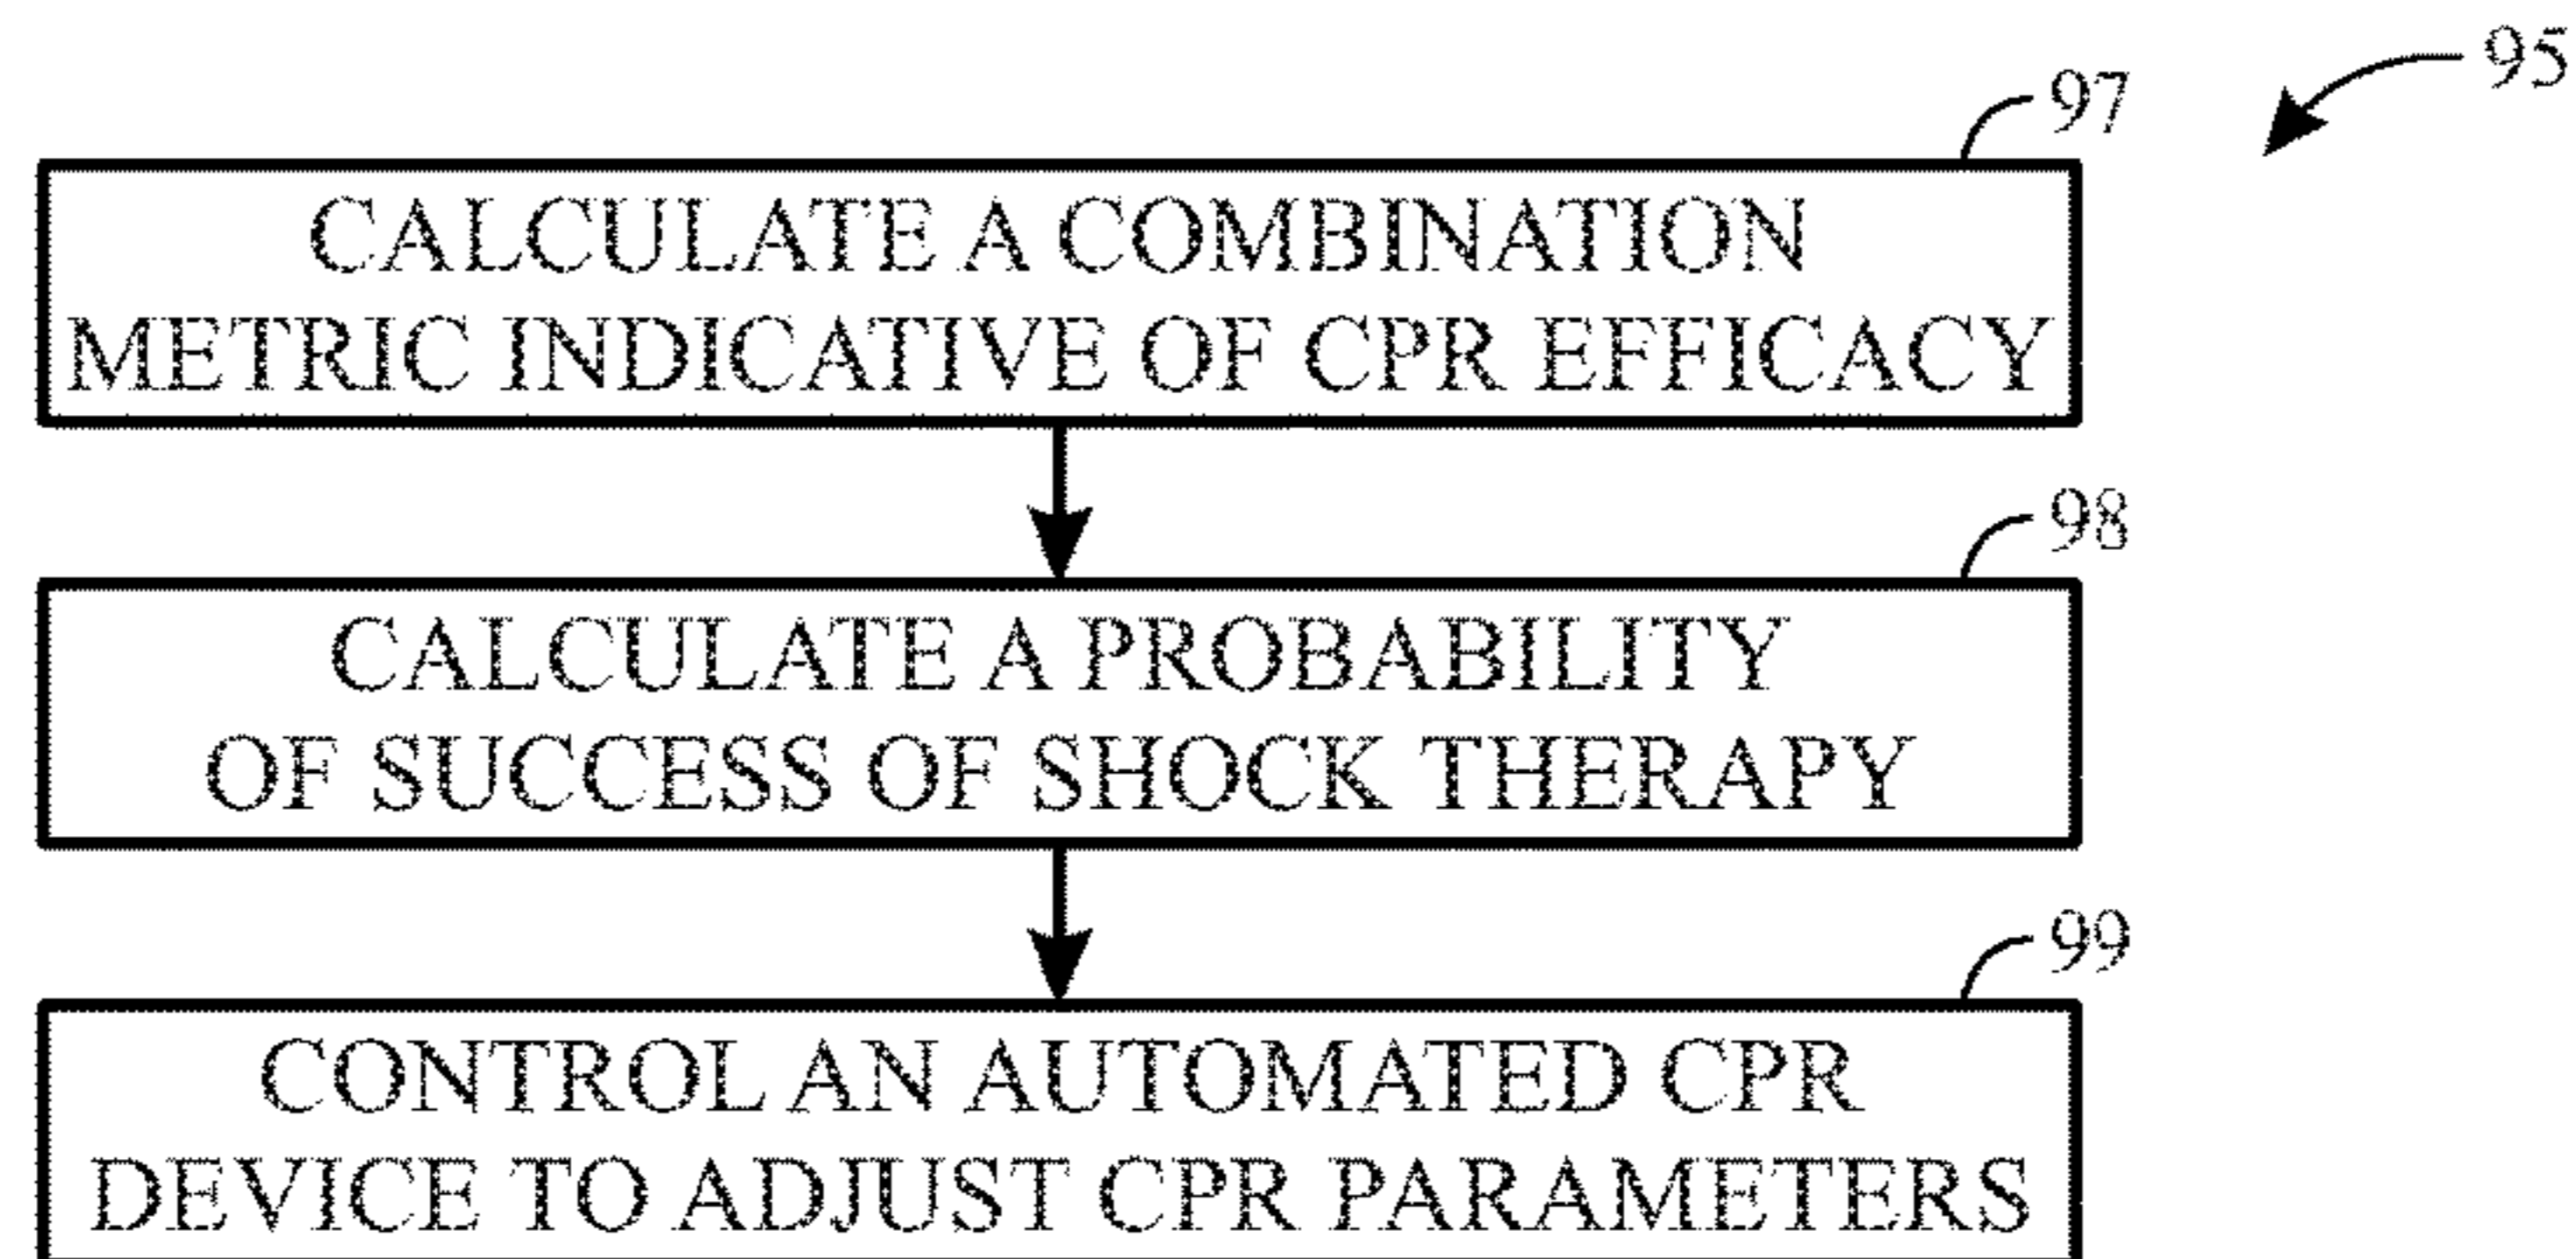 95
97
CALCULATE A COMBINATION
METRIC INDICATIVE OF CPR EFFICACY
98
CALCULATE A PROBABILITY
OF SUCCESS OF SHOCK THERAPY
99
CONTROL AN AUTOMATED CPR
DEVICE TO ADJUST CPR PARAMETERS